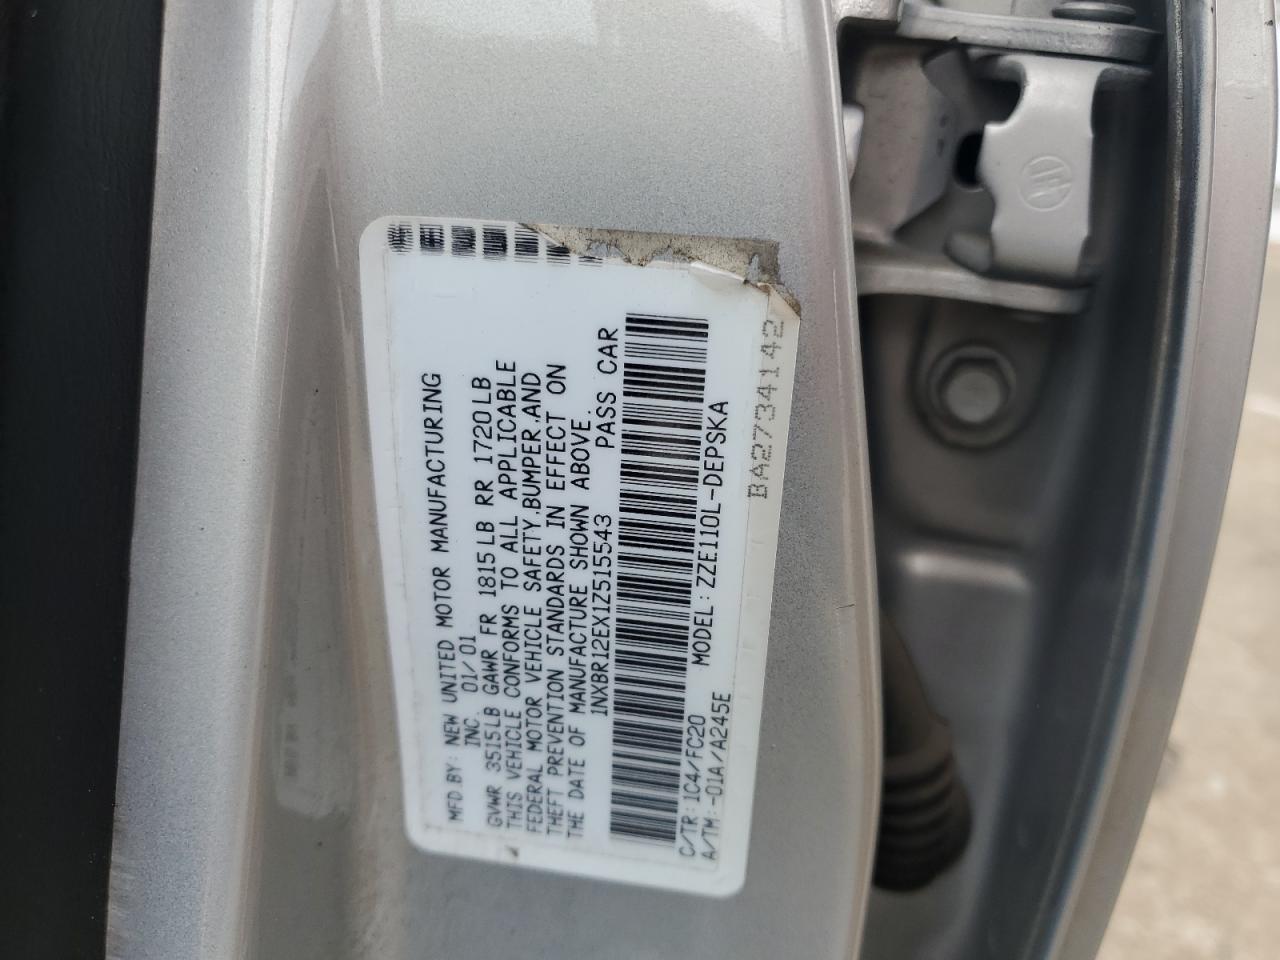 MFD BY: NEW UNITED MOTOR MANUFACTURING
INC. 01/01
GVWR 3515LB GAWR FR 1815LB RR 1720LB
THIS VEHICLE CONFORMS TO ALL APPLICABLE
FEDERAL MOTOR VEHICLE SAFETY,BUMPER,AND
THEFT PREVENTION STANDARDS IN EFFECT ON
THE DATE OF MANUFACTURE SHOWN ABOVE.
1NXBR12EX1Z515543 PASS CAR
C/TR:1C4/FC20 MODEL:ZZE110L-DEPSKA
A/TM:-01A/A245E
BA2734142